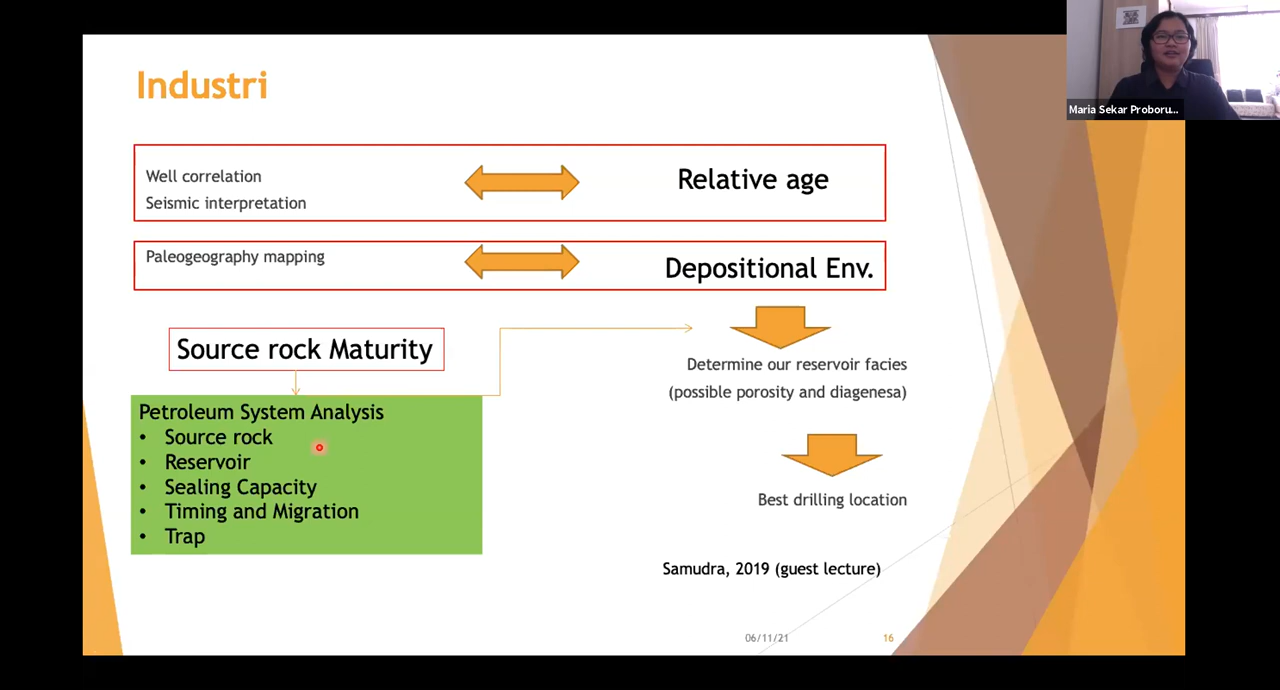 Industri
Maria Sekar Proboru...
Well correlation
Seismic interpretation
Relative age
Paleogeography mapping
Depositional Env.
Source rock Maturity
Petroleum System Analysis
• Source rock
• Reservoir
• Sealing Capacity
• Timing and Migration
• Trap
Determine our reservoir facies
(possible porosity and diagenesa)
Best drilling location
Samudra, 2019 (guest lecture)
06/11/21
16